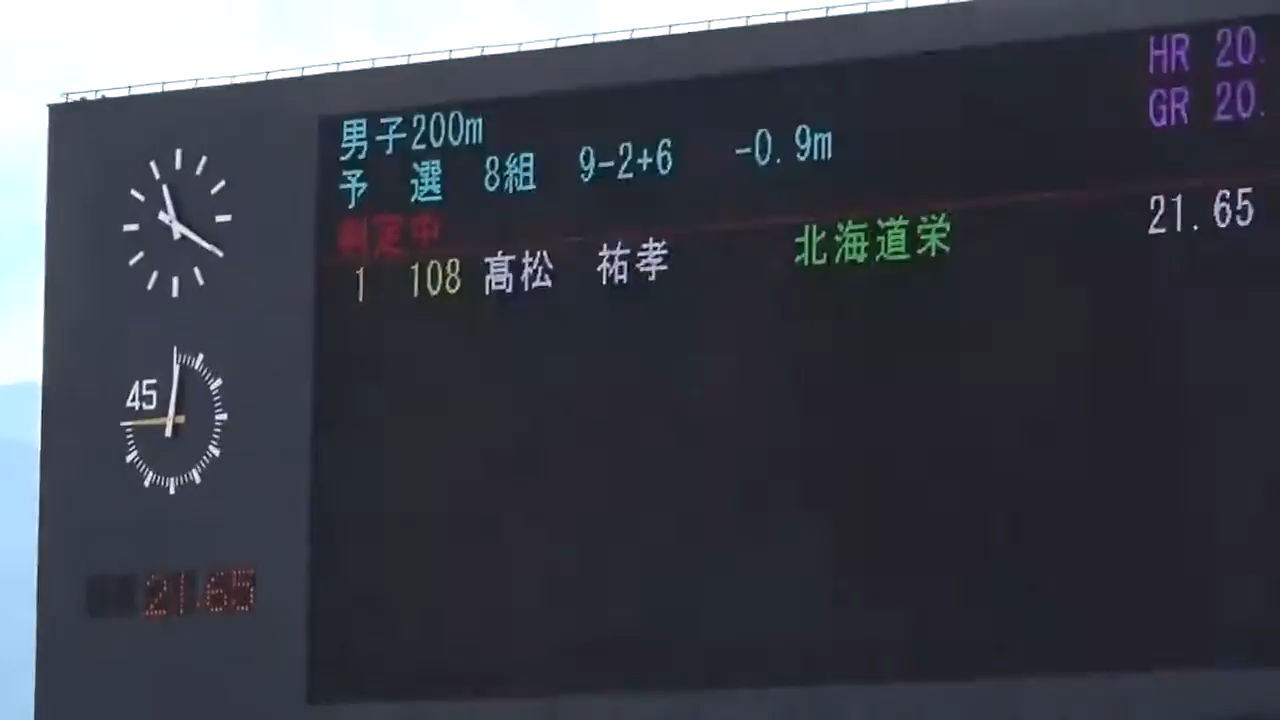 HR 20.
GR 20.
男子200m
予 選 8組 9-2+6 -0.9m
判定中
1 108 髙松 祐孝 北海道栄 21.65
45
21.65